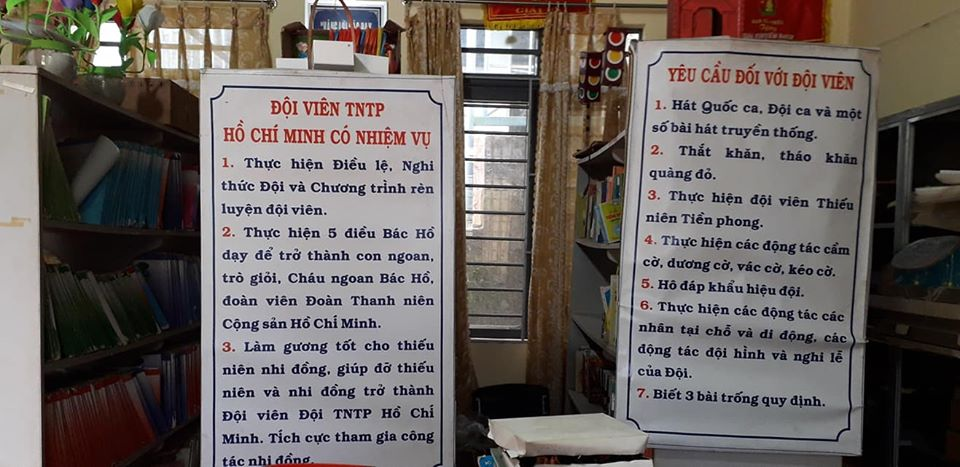 ĐỘI VIÊN TNTP
HỒ CHÍ MINH CÓ NHIỆM VỤ
1. Thực hiện Điều lệ, Nghi
thức Đội và Chương trình rèn
luyện đội viên.
2. Thực hiện 5 điều Bác Hồ
dạy để trở thành con ngoan,
trò giỏi, Cháu ngoan Bác Hồ,
đoàn viên Đoàn Thanh niên
Cộng sản Hồ Chí Minh.
3. Làm gương tốt cho thiếu
niên nhi đồng, giúp đỡ thiếu
niên và nhi đồng trở thành
Đội viên Đội TNTP Hồ Chí
Minh. Tích cực tham gia công
tác nhi đồng.
YÊU CẦU ĐỐI VỚI ĐỘI VIÊN
1. Hát Quốc ca, Đội ca và một
số bài hát truyền thống.
2. Thắt khăn, tháo khăn
quàng đỏ.
3. Thực hiện đội viên Thiếu
niên Tiền phong.
4. Thực hiện các động tác cầm
cờ, dương cờ, vác cờ, kéo cờ.
5. Hô đáp khẩu hiệu đội.
6. Thực hiện các động tác các
nhân tại chỗ và di động, các
động tác đội hình và nghi lễ
của Đội.
7. Biết 3 bài trống quy định.
GIẢI